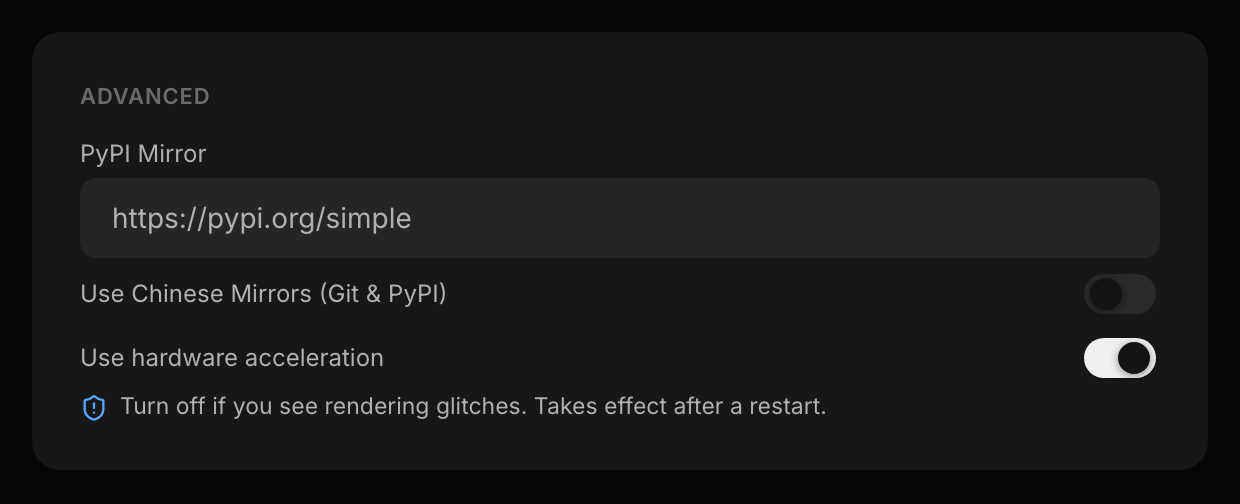 ADVANCED
PyPI Mirror
https://pypi.org/simple
Use Chinese Mirrors (Git & PyPI)
Use hardware acceleration
Turn off if you see rendering glitches. Takes effect after a restart.